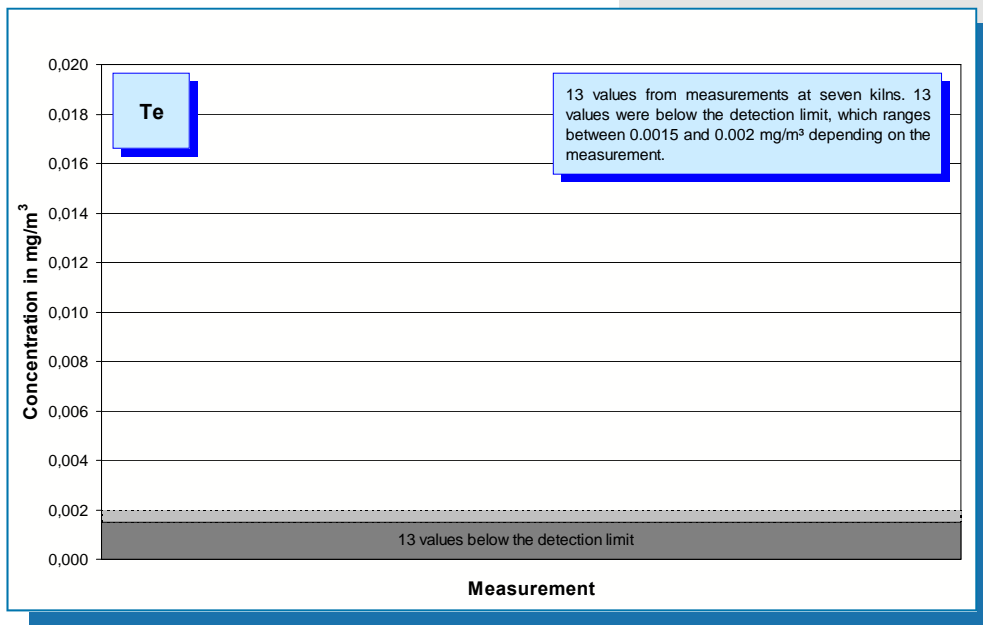 Te
13 values from measurements at seven kilns. 13
values were below the detection limit, which ranges
between 0.0015 and 0.002 mg/m³ depending on the
measurement.
Concentration in mg/m³
0,020
0,018
0,016
0,014
0,012
0,010
0,008
0,006
0,004
0,002
0,000
13 values below the detection limit
Measurement